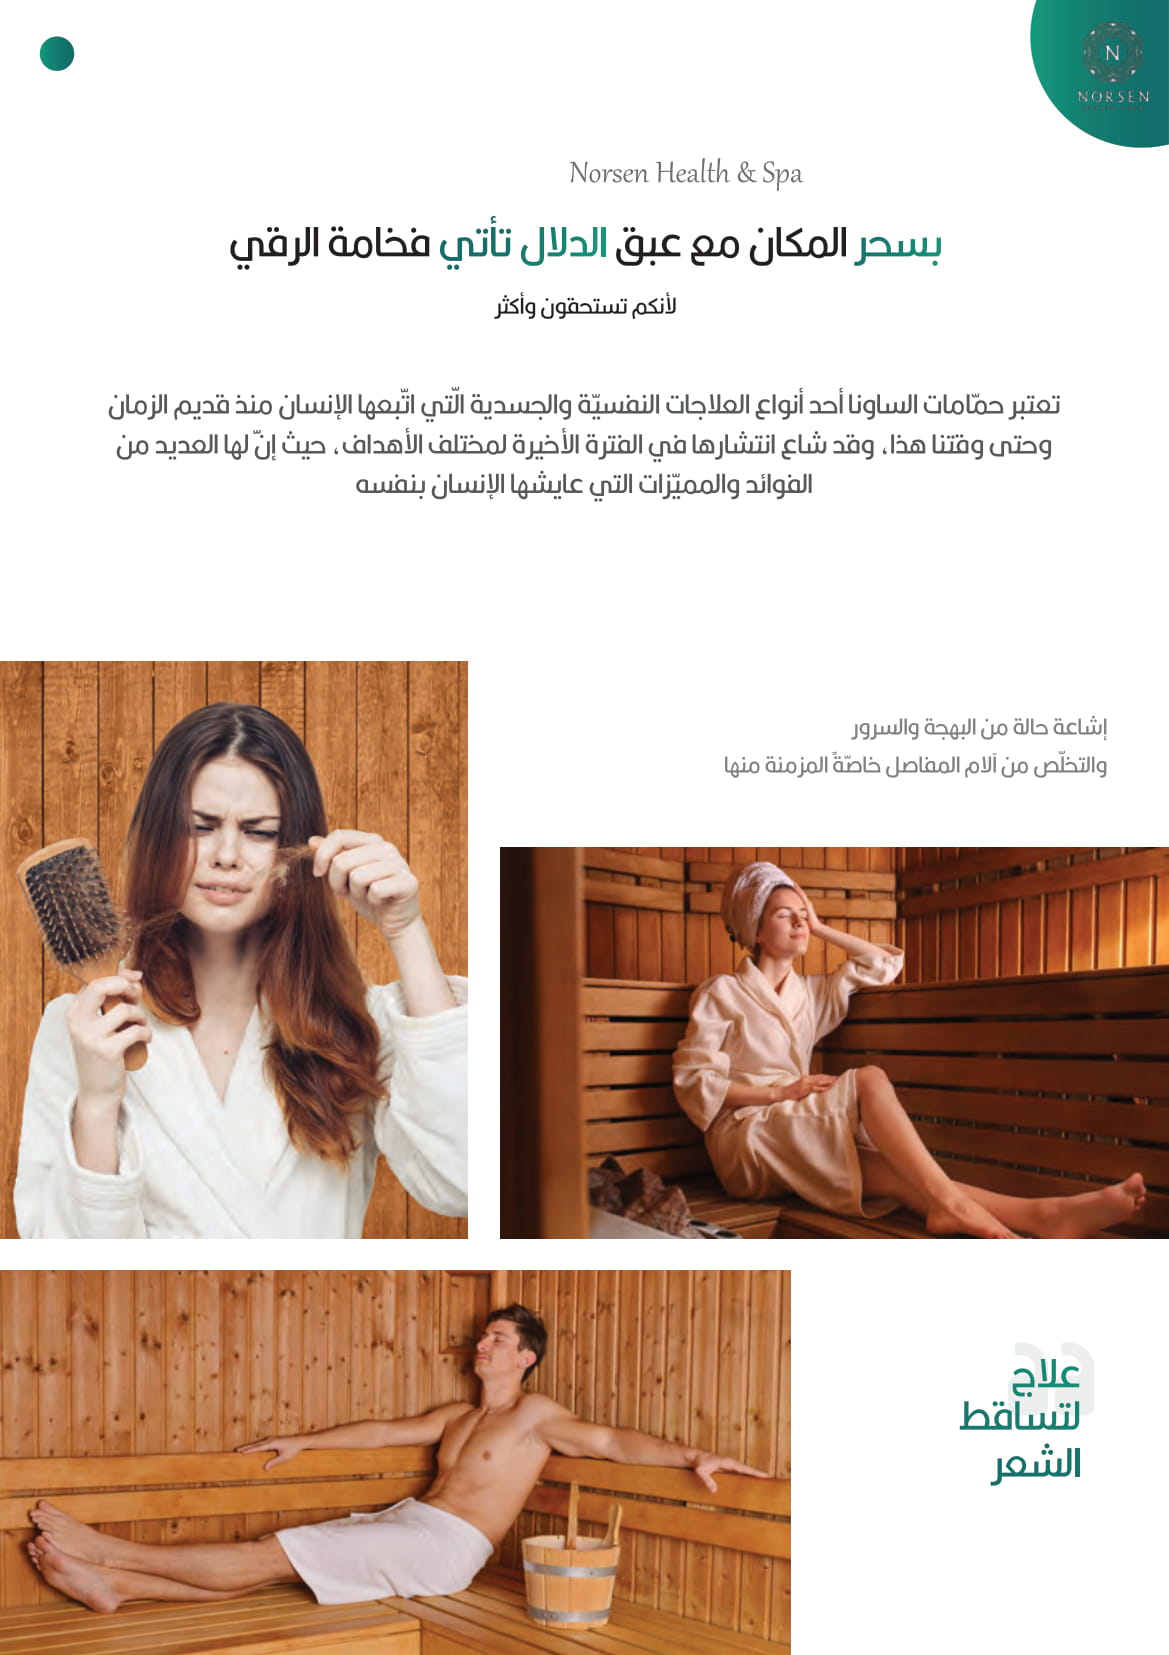 N
NORSEN
Norsen Health & Spa
بسحر المكان مع عبق الدلال تأتي فخامة الرقي
لأنكم تستحقون وأكثر
تعتبر حمّامات الساونا أحد أنواع العلاجات النفسيّة والجسدية الّتي اتّبعها الإنسان منذ قديم الزمان
وحتى وقتنا هذا، وقد شاع انتشارها في الفترة الأخيرة لمختلف الأهداف، حيث إنّ لها العديد من
الفوائد والمميّزات التي عايشها الإنسان بنفسه
إشاعة حالة من البهجة والسرور
والتخلّص من آلام المفاصل خاصّةً المزمنة منها
علاج
لتساقط
الشعر